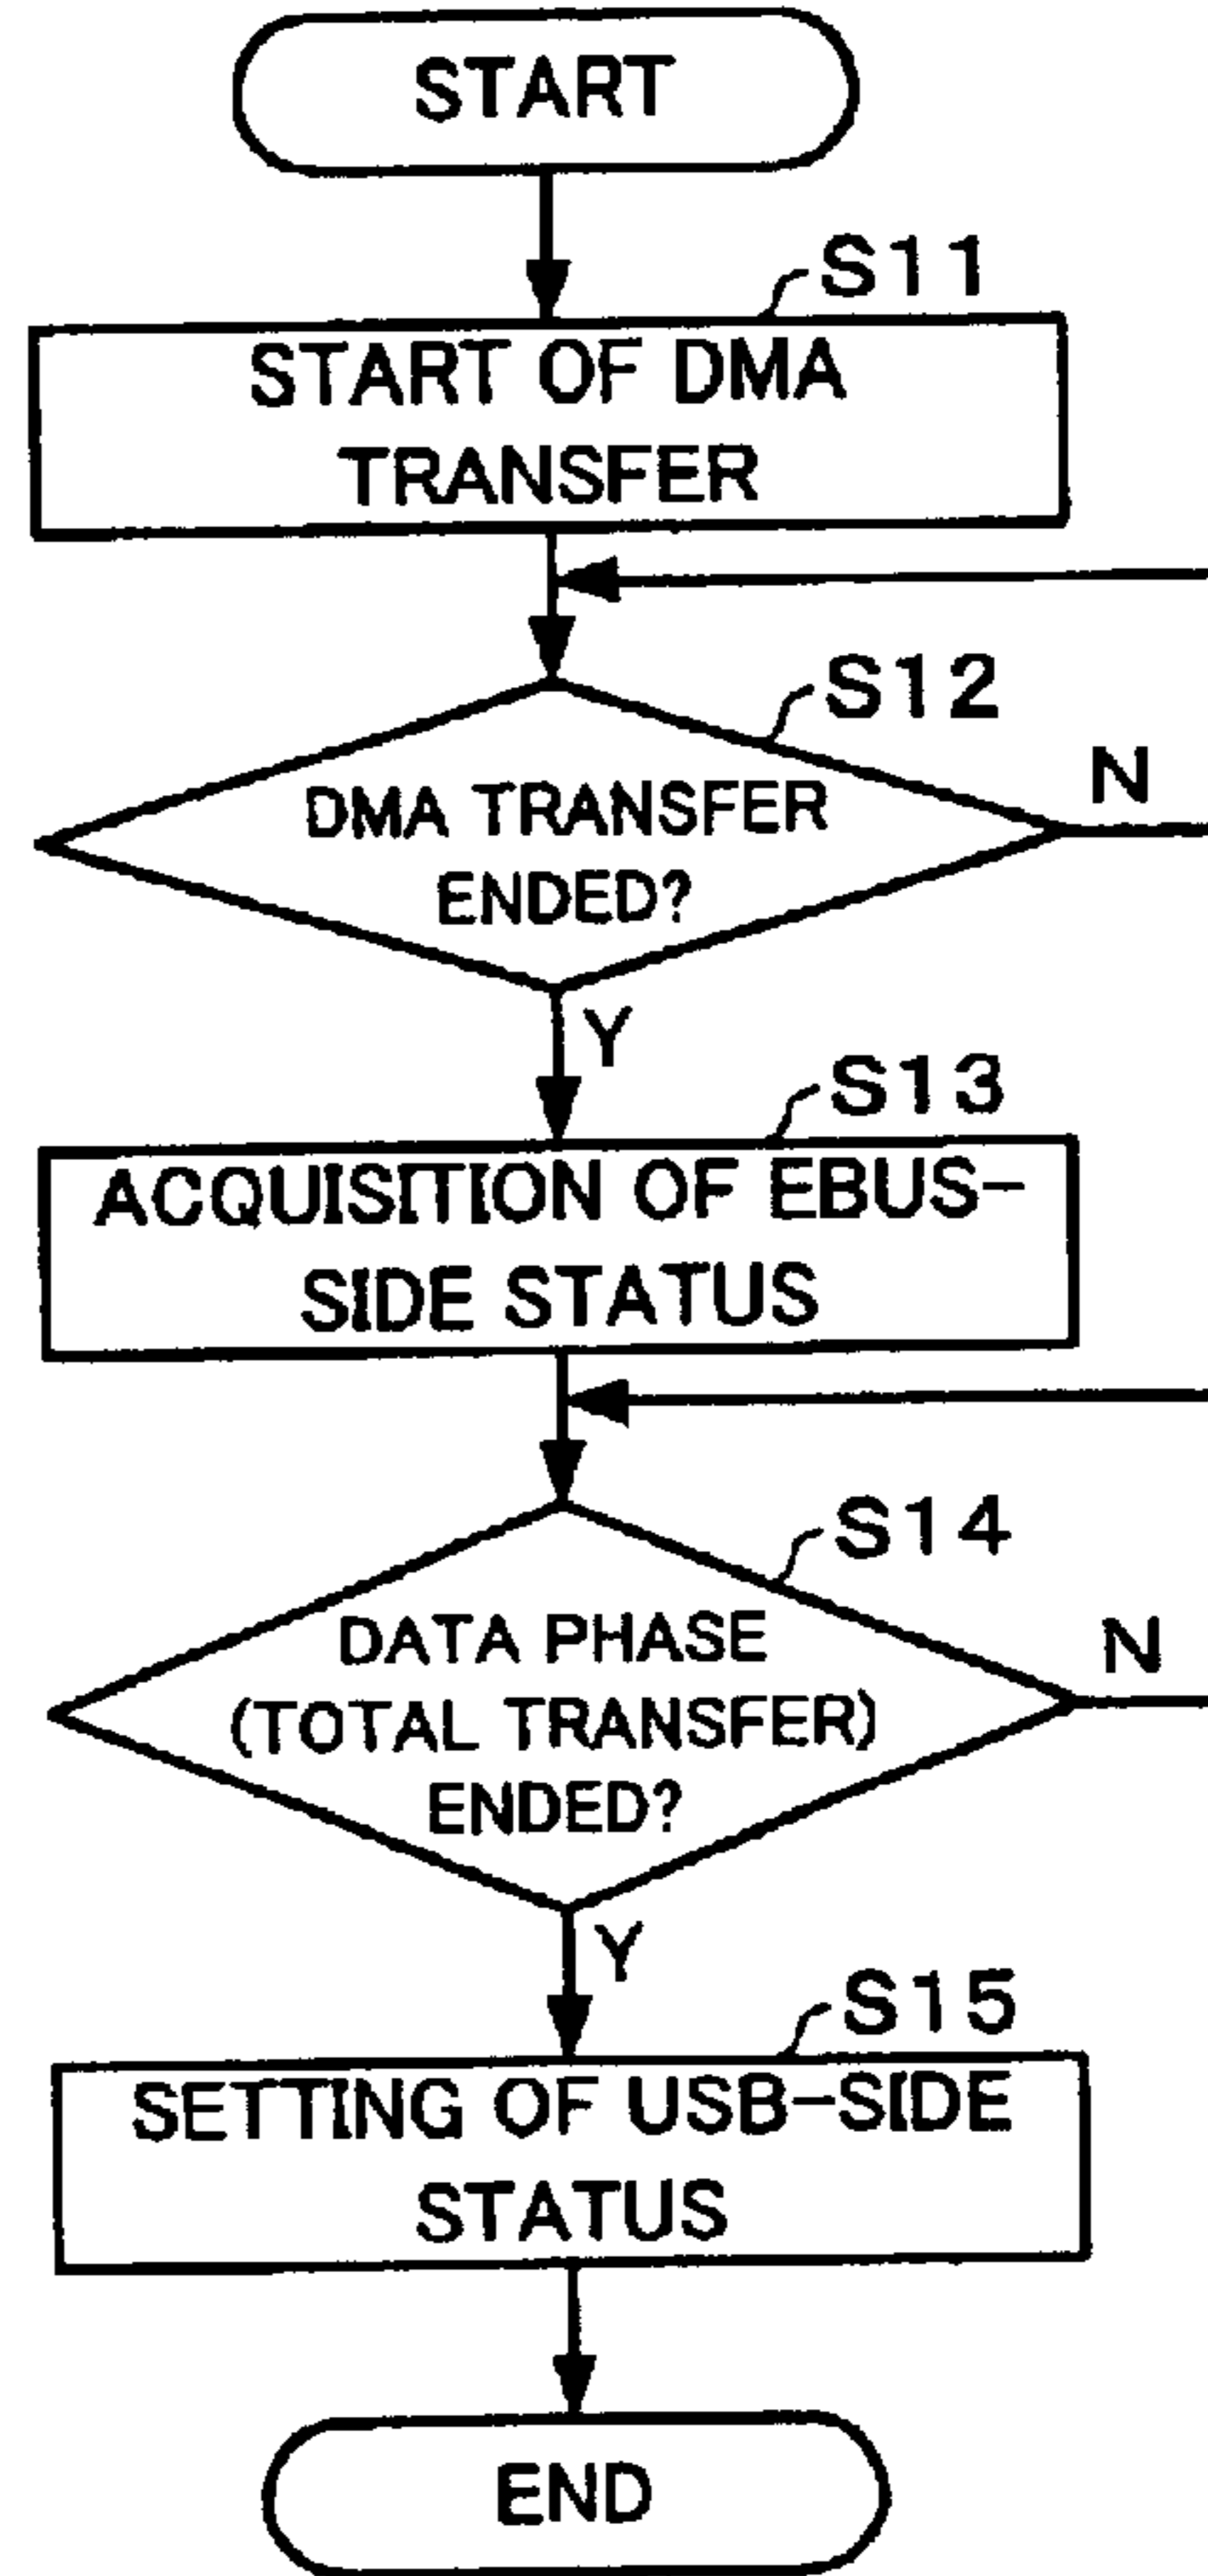 START
S11
START OF DMA
TRANSFER
S12
N
DMA TRANSFER
ENDED?
Y
S13
ACQUISITION OF EBUS-
SIDE STATUS
S14
N
DATA PHASE
(TOTAL TRANSFER)
ENDED?
Y
S15
SETTING OF USB-SIDE
STATUS
END